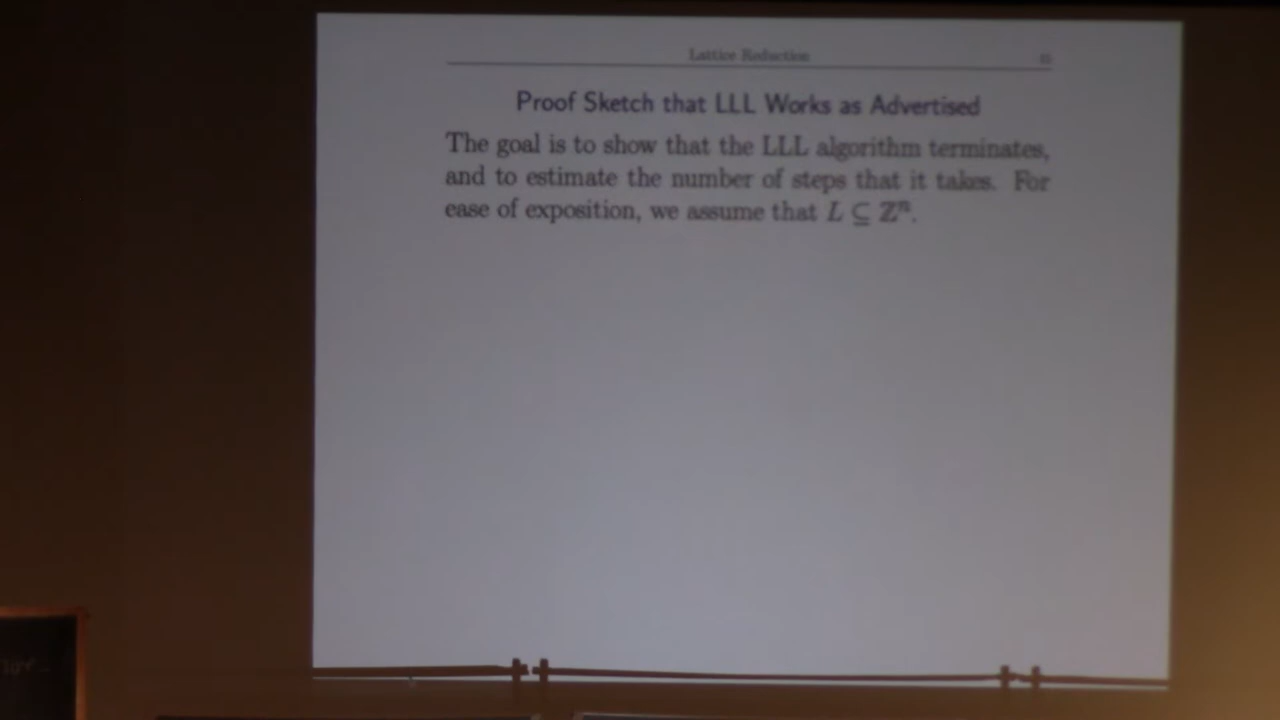 Lattice Reduction
Proof Sketch that LLL Works as Advertised
The goal is to show that the LLL algorithm terminates,
and to estimate the number of steps that it takes. For
ease of exposition, we assume that L ⊆ ℤⁿ.